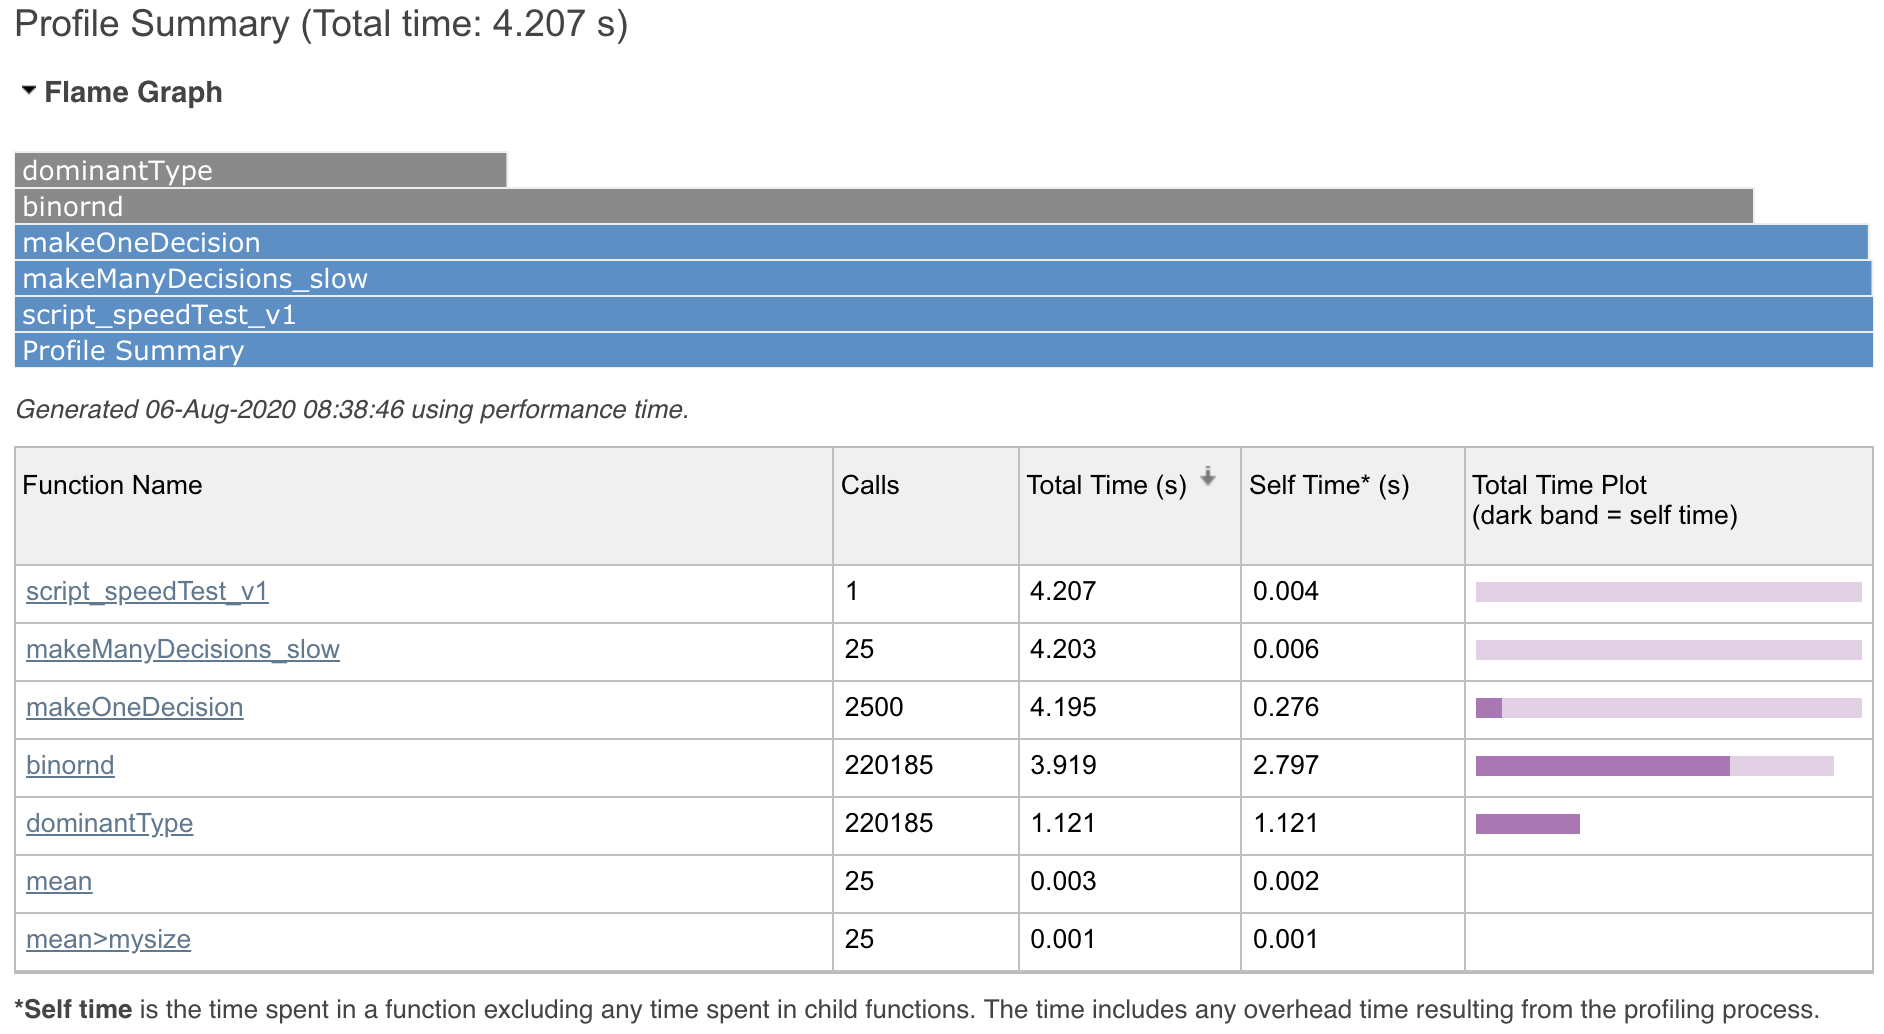 Profile Summary (Total time: 4.207 s)
Flame Graph
dominantType
binornd
makeOneDecision
makeManyDecisions_slow
script_speedTest_v1
Profile Summary
Generated 06-Aug-2020 08:38:46 using performance time.
Function Name Calls Total Time (s) Self Time* (s) Total Time Plot
(dark band = self time)
script_speedTest_v1 1 4.207 0.004
makeManyDecisions_slow 25 4.203 0.006
makeOneDecision 2500 4.195 0.276
binornd 220185 3.919 2.797
dominantType 220185 1.121 1.121
mean 25 0.003 0.002
mean>mysize 25 0.001 0.001
*Self time is the time spent in a function excluding any time spent in child functions. The time includes any overhead time resulting from the profiling process.